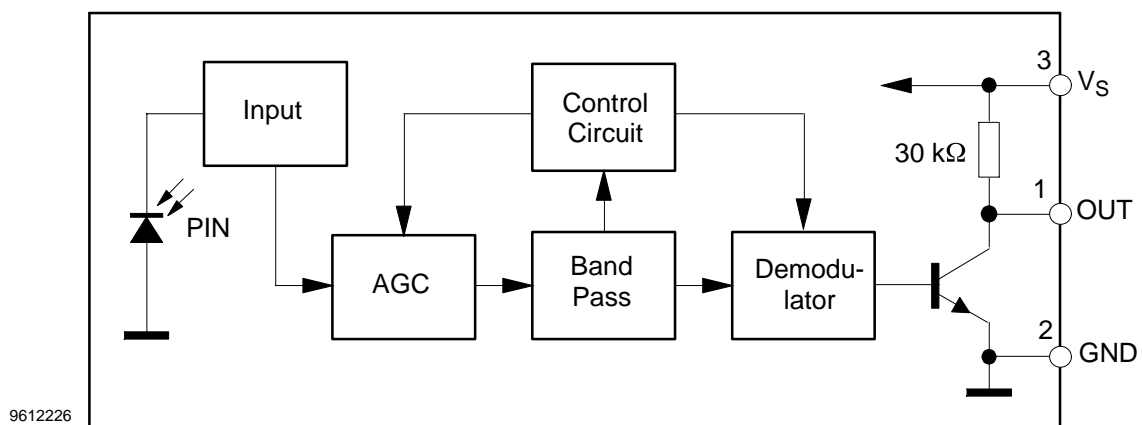 3
V_S
Input
Control
Circuit
30 kΩ
1
OUT
PIN
AGC
Band
Pass
Demodu-
lator
2
GND
9612226